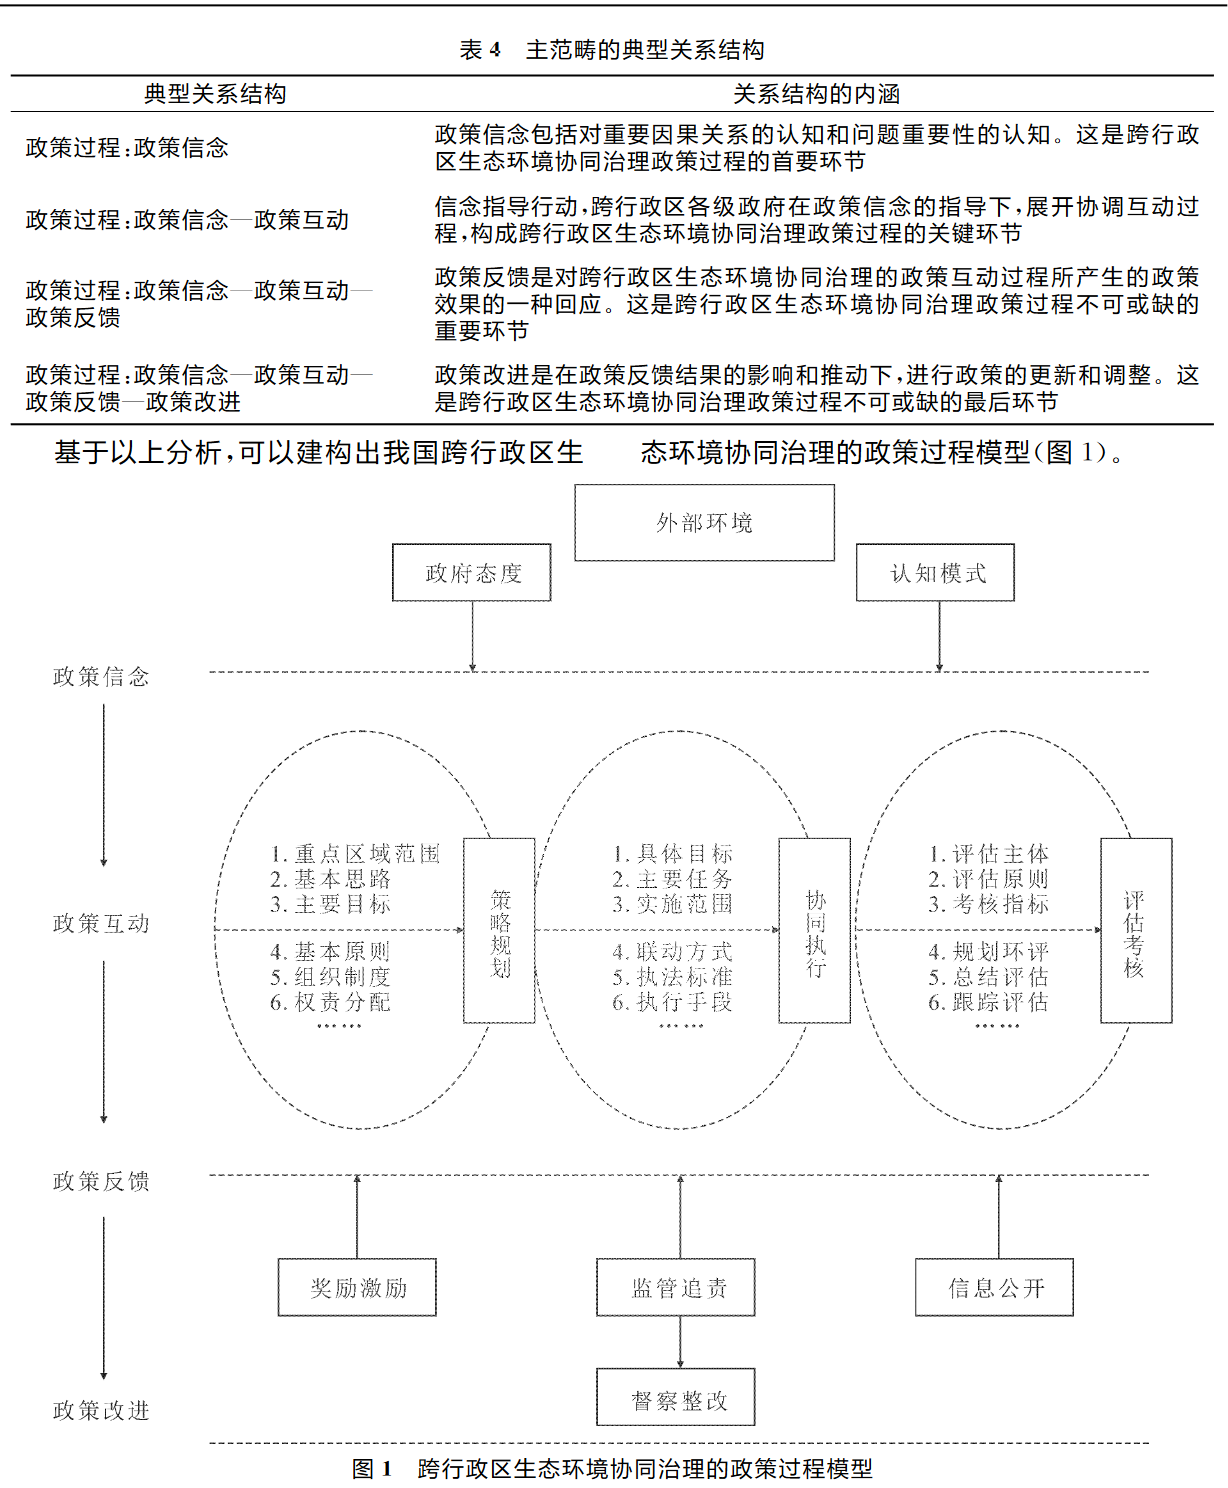 表 4 主范畴的典型关系结构
典型关系结构 关系结构的内涵
政策过程:政策信念
政策信念包括对重要因果关系的认知和问题重要性的认知。这是跨行政
区生态环境协同治理政策过程的首要环节
政策过程:政策信念—政策互动
信念指导行动,跨行政区各级政府在政策信念的指导下,展开协调互动过
程,构成跨行政区生态环境协同治理政策过程的关键环节
政策过程:政策信念—政策互动—
政策反馈
政策反馈是对跨行政区生态环境协同治理的政策互动过程所产生的政策
效果的一种回应。这是跨行政区生态环境协同治理政策过程不可或缺的
重要环节
政策过程:政策信念—政策互动—
政策反馈—政策改进
政策改进是在政策反馈结果的影响和推动下,进行政策的更新和调整。这
是跨行政区生态环境协同治理政策过程不可或缺的最后环节
基于以上分析,可以建构出我国跨行政区生 态环境协同治理的政策过程模型(图 1)。
外部环境
政府态度
认知模式
政策信念
政策互动
政策反馈
政策改进
1. 重点区域范围
2. 基本思路
3. 主要目标
4. 基本原则
5. 组织制度
6. 权责分配
……
策略规划
1. 具体目标
2. 主要任务
3. 实施范围
4. 联动方式
5. 执法标准
6. 执行手段
……
协同执行
1. 评估主体
2. 评估原则
3. 考核指标
4. 规划环评
5. 总结评估
6. 跟踪评估
……
评估考核
奖励激励
监管追责
信息公开
督察整改
图 1 跨行政区生态环境协同治理的政策过程模型